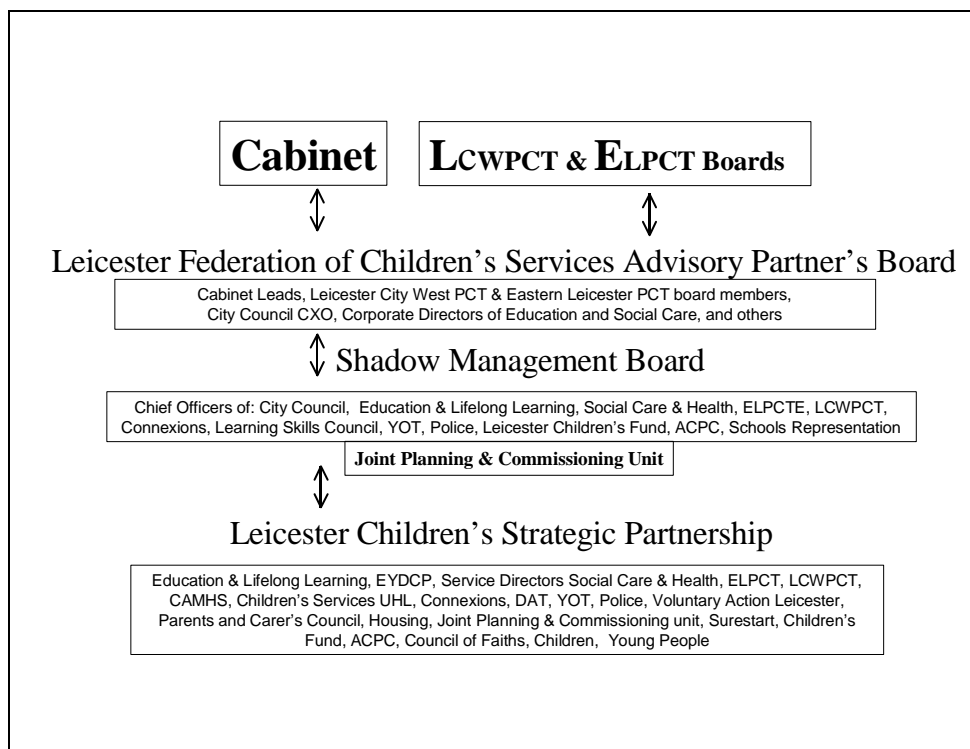 Cabinet
LCWPCT & ELPCT Boards
Leicester Federation of Children’s Services Advisory Partner’s Board
Cabinet Leads, Leicester City West PCT & Eastern Leicester PCT board members,
City Council CXO, Corporate Directors of Education and Social Care, and others
Shadow Management Board
Chief Officers of: City Council, Education & Lifelong Learning, Social Care & Health, ELPCTE, LCWPCT,
Connexions, Learning Skills Council, YOT, Police, Leicester Children’s Fund, ACPC, Schools Representation
Joint Planning & Commissioning Unit
Leicester Children’s Strategic Partnership
Education & Lifelong Learning, EYDCP, Service Directors Social Care & Health, ELPCT, LCWPCT,
CAMHS, Children’s Services UHL, Connexions, DAT, YOT, Police, Voluntary Action Leicester,
Parents and Carer’s Council, Housing, Joint Planning & Commissioning unit, Surestart, Children’s
Fund, ACPC, Council of Faiths, Children, Young People